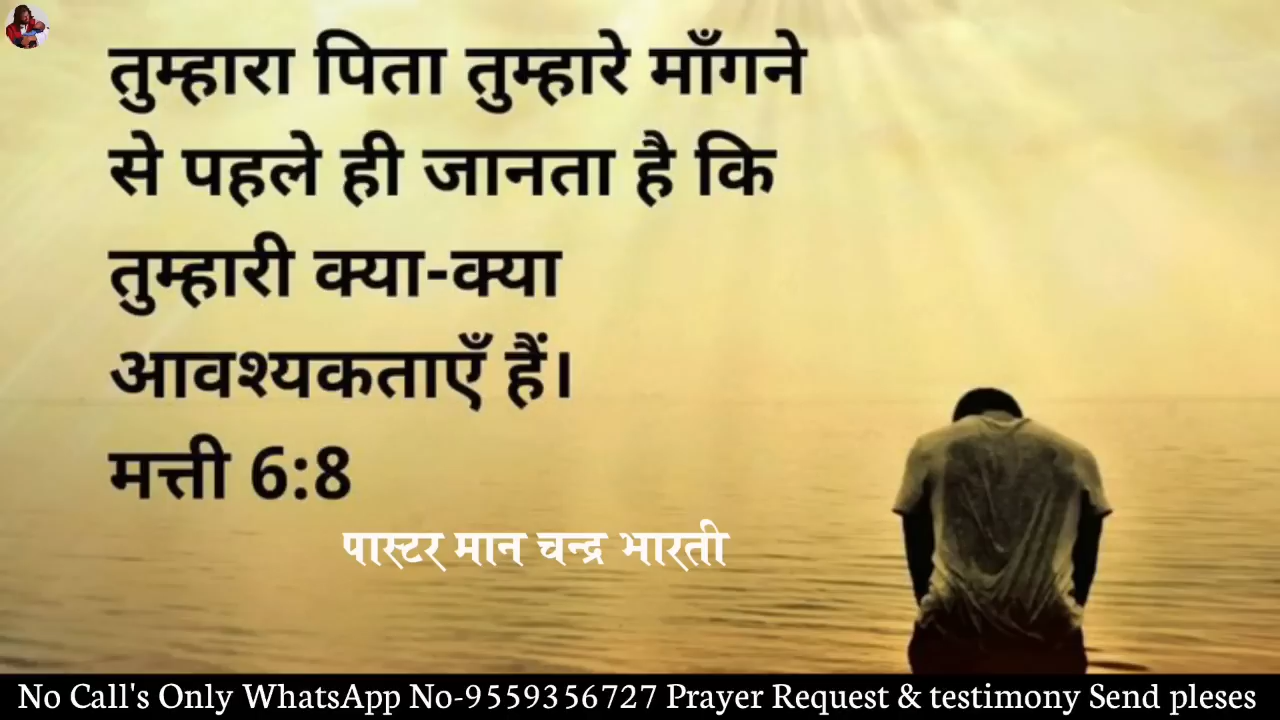 तुम्हारा पिता तुम्हारे माँगने
से पहले ही जानता है कि
तुम्हारी क्या-क्या
आवश्यकताएँ हैं।
मत्ती 6:8
पास्टर मान चन्द्र भारती
No Call's Only WhatsApp No-9559356727 Prayer Request & testimony Send pleses